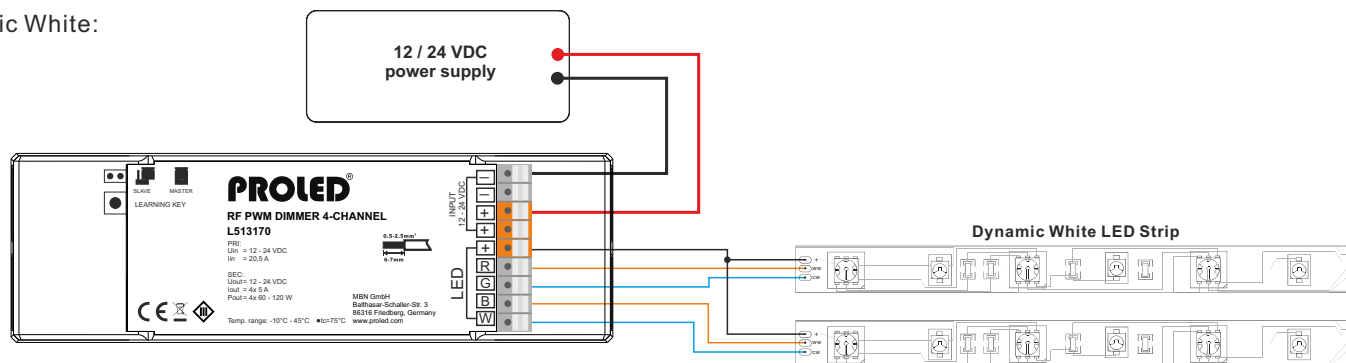 ic White:
12 / 24 VDC
power supply
SLAVE MASTER
LEARNING KEY
PROLED®
RF PWM DIMMER 4-CHANNEL
L513170
PRI:
Uin = 12 - 24 VDC
Iin = 20,5 A
SEC:
Uout= 12 - 24 VDC
Iout = 4x 5 A
Pout = 4x 60 - 120 W
Temp. range: -10°C - 45°C ●tc=75°C
0.5-2.5mm²
6-7mm
MBN GmbH
Balthasar-Schaller-Str. 3
86316 Friedberg, Germany
www.proled.com
INPUT
12 - 24 VDC
−
−
+
+
LED
+
R
G
B
W
Dynamic White LED Strip
+
WW
CW
+
WW
CW